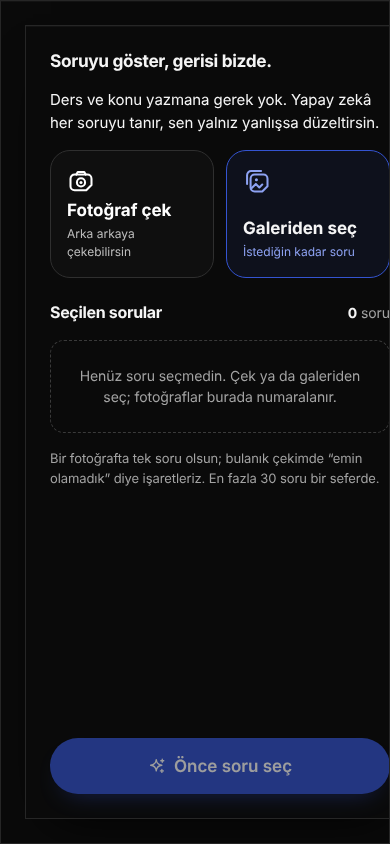 Soruyu göster, gerisi bizde.
Ders ve konu yazmana gerek yok. Yapay zekâ
her soruyu tanır, sen yalnız yanlışsa düzeltirsin.
Fotoğraf çek
Arka arkaya
çekebilirsin
Galeriden seç
İstediğin kadar soru
Seçilen sorular
0 soru
Henüz soru seçmedin. Çek ya da galeriden
seç; fotoğraflar burada numaralanır.
Bir fotoğrafta tek soru olsun; bulanık çekimde “emin
olamadık” diye işaretleriz. En fazla 30 soru bir seferde.
Önce soru seç